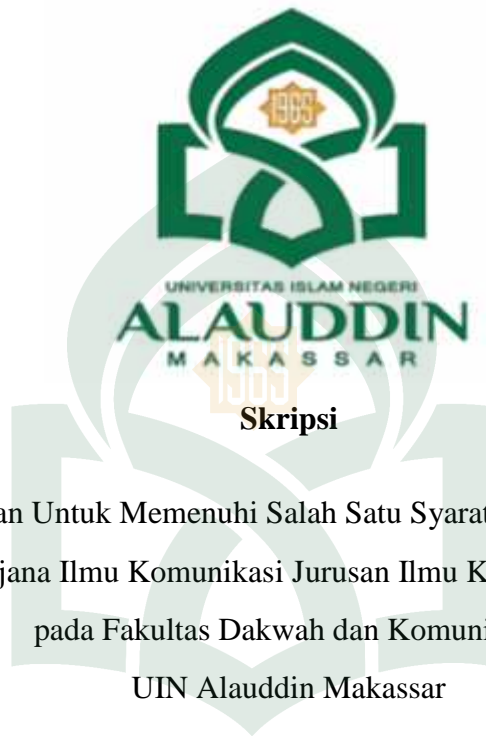 1965
UNIVERSITAS ISLAM NEGERI
ALAUDDIN
MAKASSAR
1965
Skripsi
an Untuk Memenuhi Salah Satu Syarat
jana Ilmu Komunikasi Jurusan Ilmu K
pada Fakultas Dakwah dan Komuni
UIN Alauddin Makassar